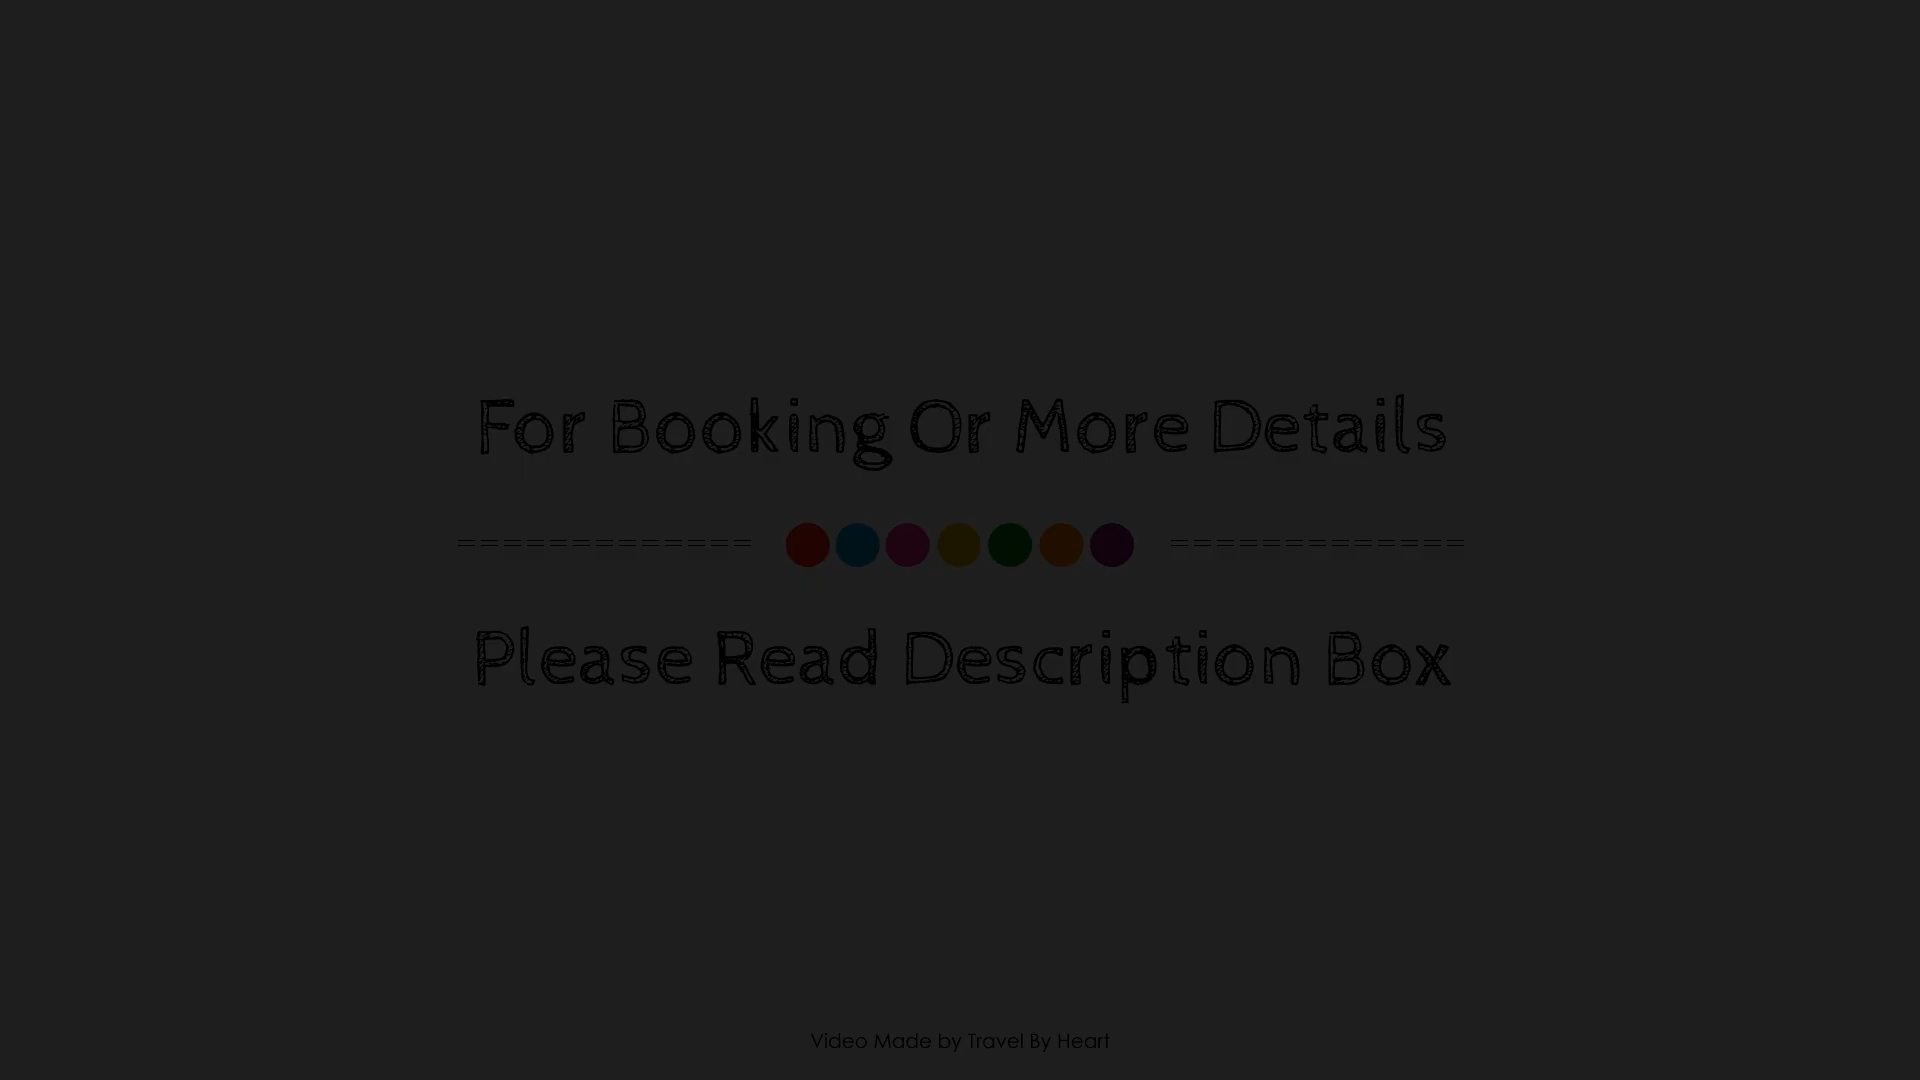 For Booking Or More Details
============= =============
Please Read Description Box
Video Made by Travel By Heart